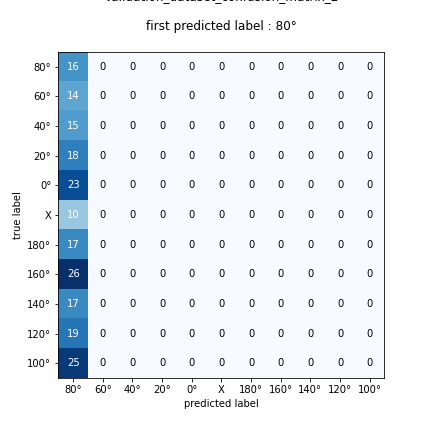 first predicted label : 80°
80° 16 0 0 0 0 0 0 0 0 0 0
60° 14 0 0 0 0 0 0 0 0 0 0
40° 15 0 0 0 0 0 0 0 0 0 0
20° 18 0 0 0 0 0 0 0 0 0 0
0° 23 0 0 0 0 0 0 0 0 0 0
X 10 0 0 0 0 0 0 0 0 0 0
180° 17 0 0 0 0 0 0 0 0 0 0
160° 26 0 0 0 0 0 0 0 0 0 0
140° 17 0 0 0 0 0 0 0 0 0 0
120° 19 0 0 0 0 0 0 0 0 0 0
100° 25 0 0 0 0 0 0 0 0 0 0
true label
80° 60° 40° 20° 0° X 180° 160° 140° 120° 100°
predicted label